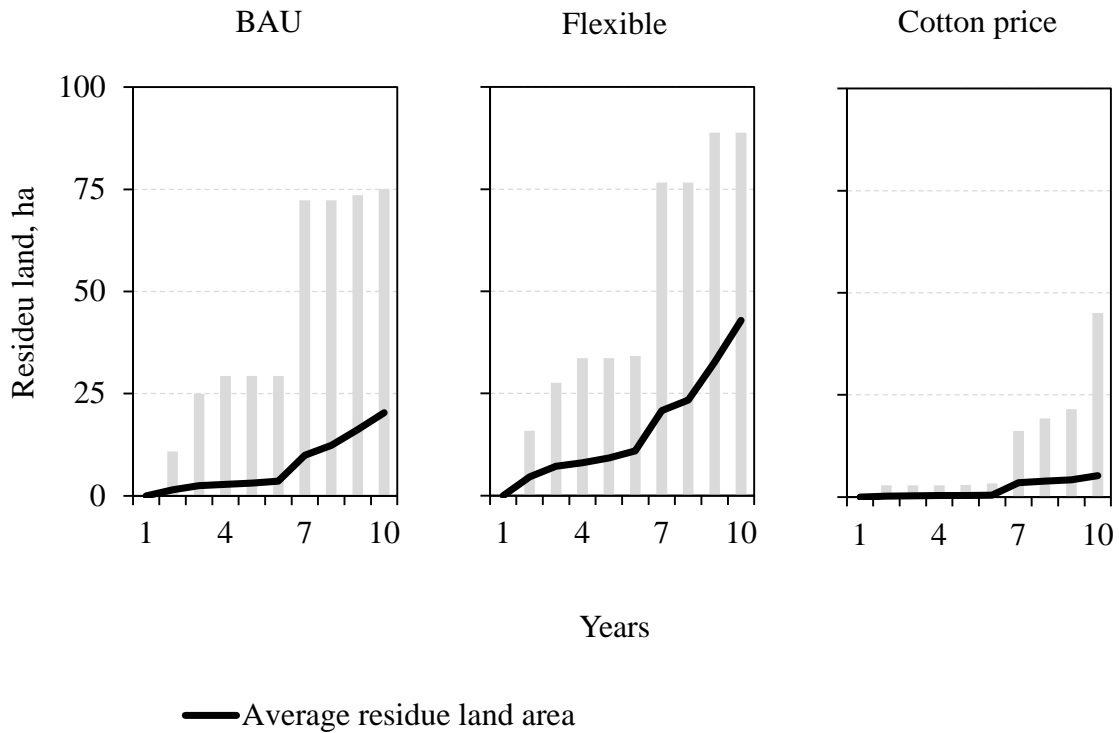 BAU Flexible Cotton price
Resideu land, ha
100
75
50
25
0
1 4 7 10 1 4 7 10 1 4 7 10
Years
Average residue land area